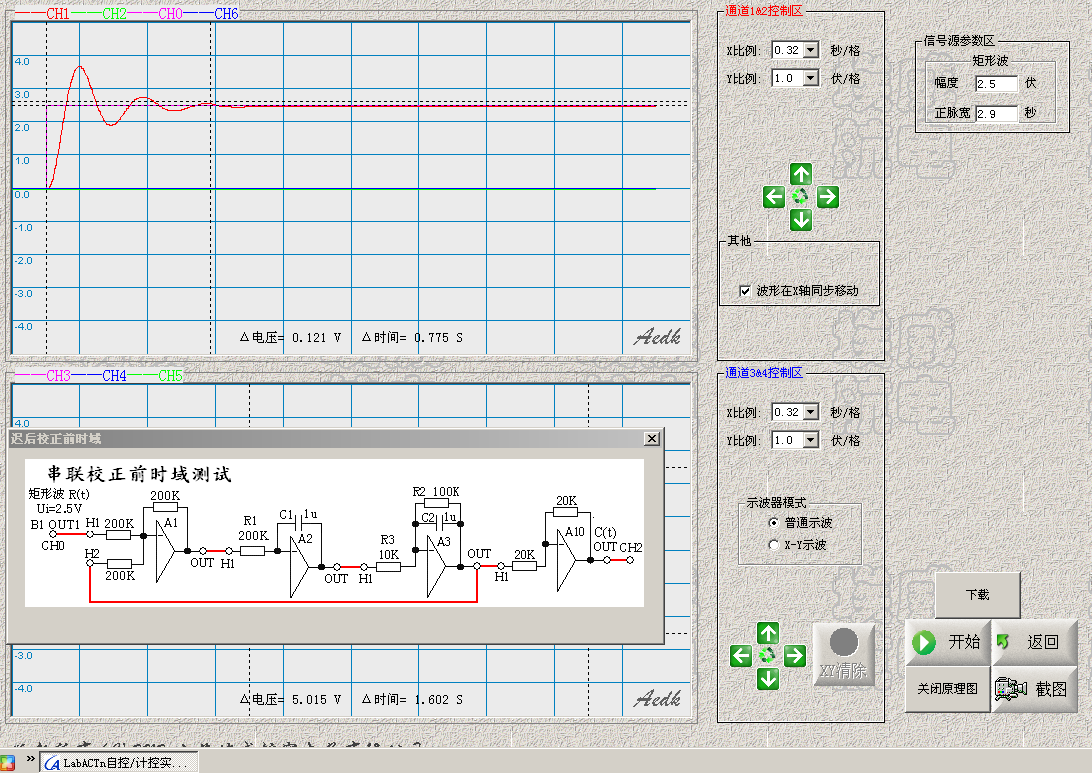 CH1 CH2 CH0 CH6
4.0
3.0
2.0
1.0
0.0
-1.0
-2.0
-3.0
-4.0
△电压= 0.121 V △时间= 0.775 S
Aedk
通道1&2控制区
X比例: 0.32 秒/格
Y比例: 1.0 伏/格
其他
波形在X轴同步移动
信号源参数区
矩形波
幅度 2.5 伏
正脉宽 2.9 秒
CH3 CH4 CH5
4.0
迟后校正前时域
串联校正前时域测试
矩形波 R(t)
Ui=2.5V
B1 OUT1 H1 200K
CH0
200K
A1
H2
200K
OUT H1
R1
200K
C1 1u
A2
OUT H1
R3
10K
R2 100K
C2 1u
A3
OUT
H1
20K
20K
A10
C(t)
OUT CH2
-3.0
-4.0
△电压= 5.015 V △时间= 1.602 S
Aedk
通道3&4控制区
X比例: 0.32 秒/格
Y比例: 1.0 伏/格
示波器模式
普通示波
X-Y示波
XY清除
下载
开始
返回
关闭原理图
截图
»
LabACTn自控/计控实...